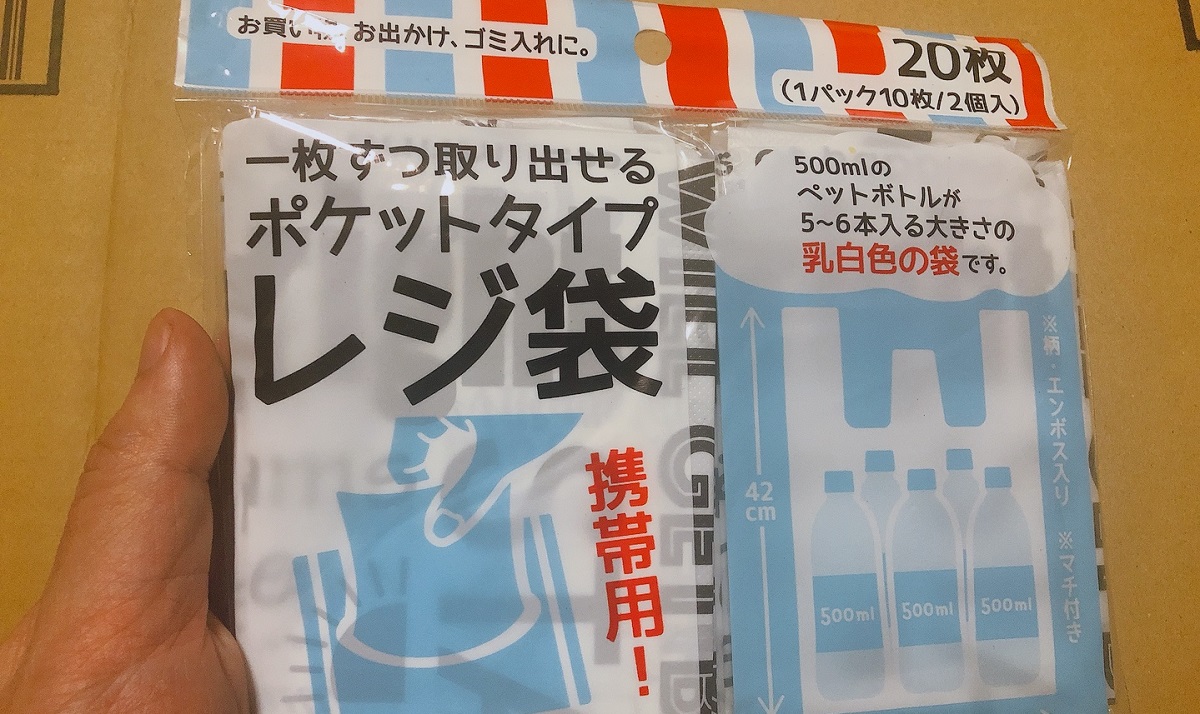 お買い物、お出かけ、ゴミ入れに。
20枚
(1パック10枚/2個入)
一枚ずつ取り出せる
ポケットタイプ
レジ袋
携帯用!
500mlの
ペットボトルが
5〜6本入る大きさの
乳白色の袋です。
※柄・エンボス入り ※マチ付き
42
cm
500ml
500ml
500ml